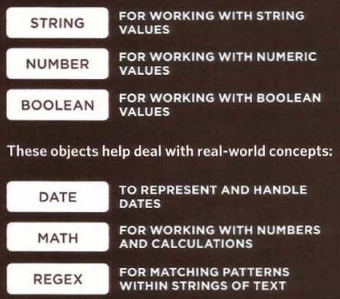 STRING
FOR WORKING WITH STRING
VALUES
NUMBER
FOR WORKING WITH NUMERIC
VALUES
BOOLEAN
FOR WORKING WITH BOOLEAN
VALUES
These objects help deal with real-world concepts:
DATE
TO REPRESENT AND HANDLE
DATES
MATH
FOR WORKING WITH NUMBERS
AND CALCULATIONS
REGEX
FOR MATCHING PATTERNS
WITHIN STRINGS OF TEXT